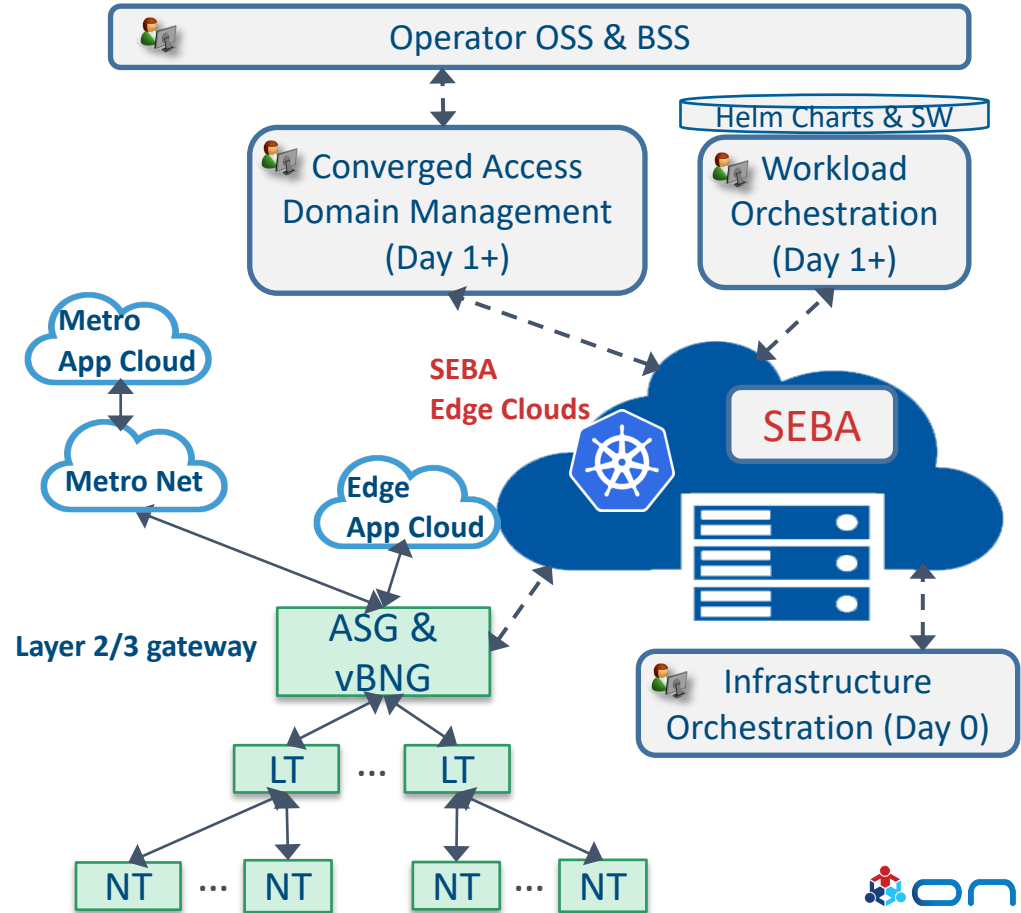 Operator OSS & BSS
Helm Charts & SW
Converged Access
Domain Management
(Day 1+)
Workload
Orchestration
(Day 1+)
Metro
App Cloud
SEBA
Edge Clouds
SEBA
Metro Net
Edge
App Cloud
Layer 2/3 gateway
ASG &
vBNG
Infrastructure
Orchestration (Day 0)
LT
...
LT
NT
...
NT
NT
...
NT
on